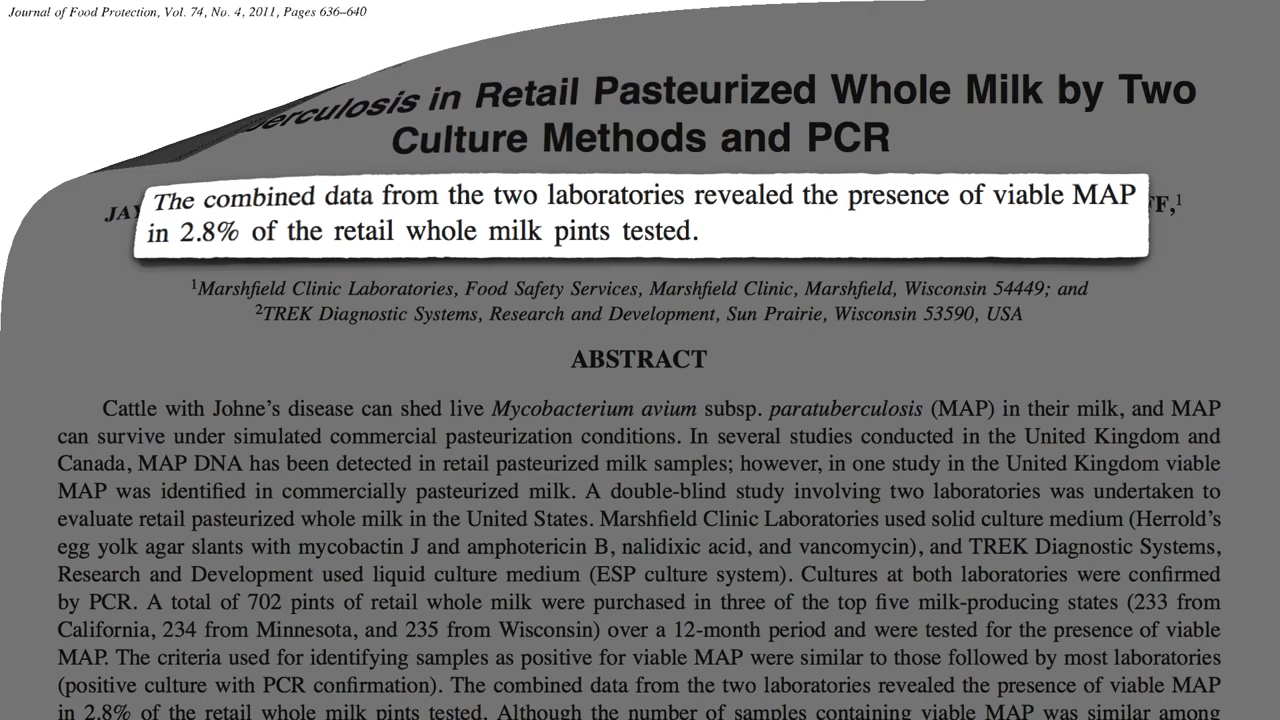 Journal of Food Protection, Vol. 74, No. 4, 2011, Pages 636–640
erculosis in Retail Pasteurized Whole Milk by Two
Culture Methods and PCR
The combined data from the two laboratories revealed the presence of viable MAP
in 2.8% of the retail whole milk pints tested.
JAY
FF,¹
¹Marshfield Clinic Laboratories, Food Safety Services, Marshfield Clinic, Marshfield, Wisconsin 54449; and
²TREK Diagnostic Systems, Research and Development, Sun Prairie, Wisconsin 53590, USA
ABSTRACT
Cattle with Johne's disease can shed live Mycobacterium avium subsp. paratuberculosis (MAP) in their milk, and MAP
can survive under simulated commercial pasteurization conditions. In several studies conducted in the United Kingdom and
Canada, MAP DNA has been detected in retail pasteurized milk samples; however, in one study in the United Kingdom viable
MAP was identified in commercially pasteurized milk. A double-blind study involving two laboratories was undertaken to
evaluate retail pasteurized whole milk in the United States. Marshfield Clinic Laboratories used solid culture medium (Herrold's
egg yolk agar slants with mycobactin J and amphotericin B, nalidixic acid, and vancomycin), and TREK Diagnostic Systems,
Research and Development used liquid culture medium (ESP culture system). Cultures at both laboratories were confirmed
by PCR. A total of 702 pints of retail whole milk were purchased in three of the top five milk-producing states (233 from
California, 234 from Minnesota, and 235 from Wisconsin) over a 12-month period and were tested for the presence of viable
MAP. The criteria used for identifying samples as positive for viable MAP were similar to those followed by most laboratories
(positive culture with PCR confirmation). The combined data from the two laboratories revealed the presence of viable MAP
in 2.8% of the retail whole milk pints tested. Although the number of samples containing viable MAP was similar among